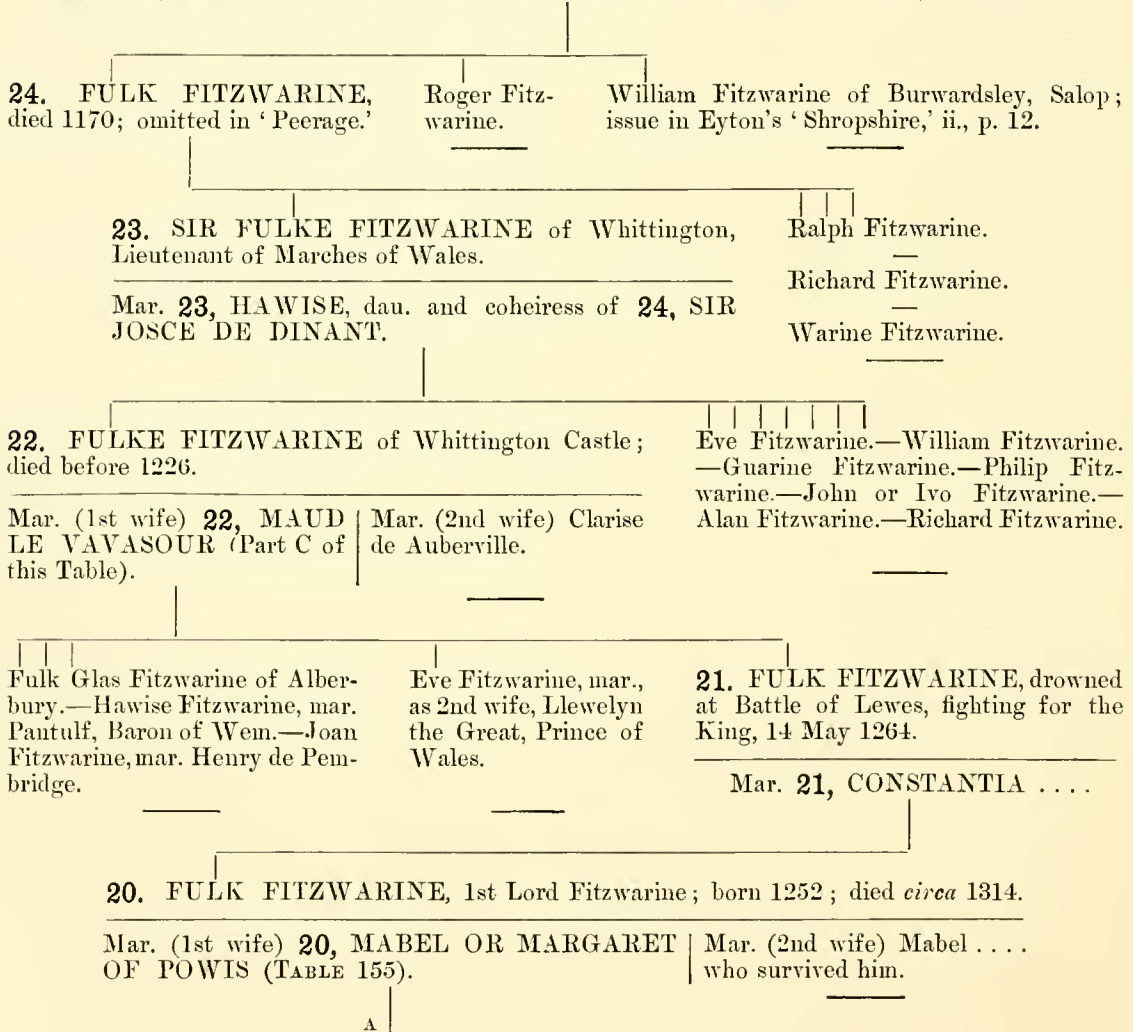 24. FULK FITZWARINE,
died 1170; omitted in ‘ Peerage.’
Roger Fitz-
warine.
William Fitzwarine of Burwardsley, Salop;
issue in Eyton's ‘ Shropshire,’ ii., p. 12.
23. SIR FULKE FITZWARINE of Whittington,
Lieutenant of Marches of Wales.
Mar. 23, HAWISE, dau. and coheiress of 24, SIR
JOSCE DE DINANT.
Ralph Fitzwarine.
—
Richard Fitzwarine.
—
Warine Fitzwarine.
22. FULKE FITZWARINE of Whittington Castle;
died before 1226.
Mar. (1st wife) 22, MAUD
LE VAVASOUR (Part C of
this Table).
Mar. (2nd wife) Clarise
de Auberville.
Eve Fitzwarine.—William Fitzwarine.
—Guarine Fitzwarine.—Philip Fitz-
warine.—John or Ivo Fitzwarine.—
Alan Fitzwarine.—Richard Fitzwarine.
Fulk Glas Fitzwarine of Alber-
bury.—Hawise Fitzwarine, mar.
Pantulf, Baron of Wem.—Joan
Fitzwarine, mar. Henry de Pem-
bridge.
Eve Fitzwarine, mar.,
as 2nd wife, Llewelyn
the Great, Prince of
Wales.
21. FULK FITZWARINE, drowned
at Battle of Lewes, fighting for the
King, 14 May 1264.
Mar. 21, CONSTANTIA ....
20. FULK FITZWARINE, 1st Lord Fitzwarine; born 1252; died circa 1314.
Mar. (1st wife) 20, MABEL OR MARGARET
OF POWIS (TABLE 155).
Mar. (2nd wife) Mabel ....
who survived him.
A